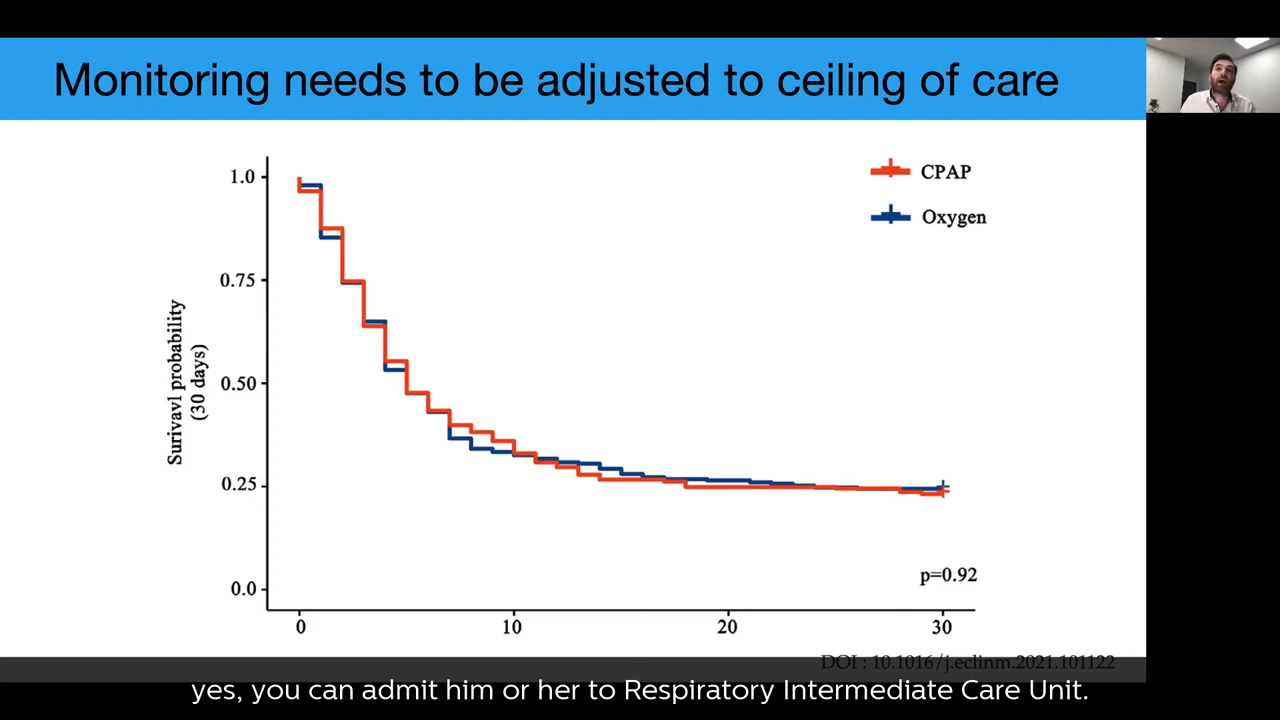 Monitoring needs to be adjusted to ceiling of care
CPAP
Oxygen
Surivavl probability
(30 days)
1.0
0.75
0.50
0.25
0.0
p=0.92
0
10
20
30
DOI : 10.1016/j.eclinm.2021.101122
yes, you can admit him or her to Respiratory Intermediate Care Unit.